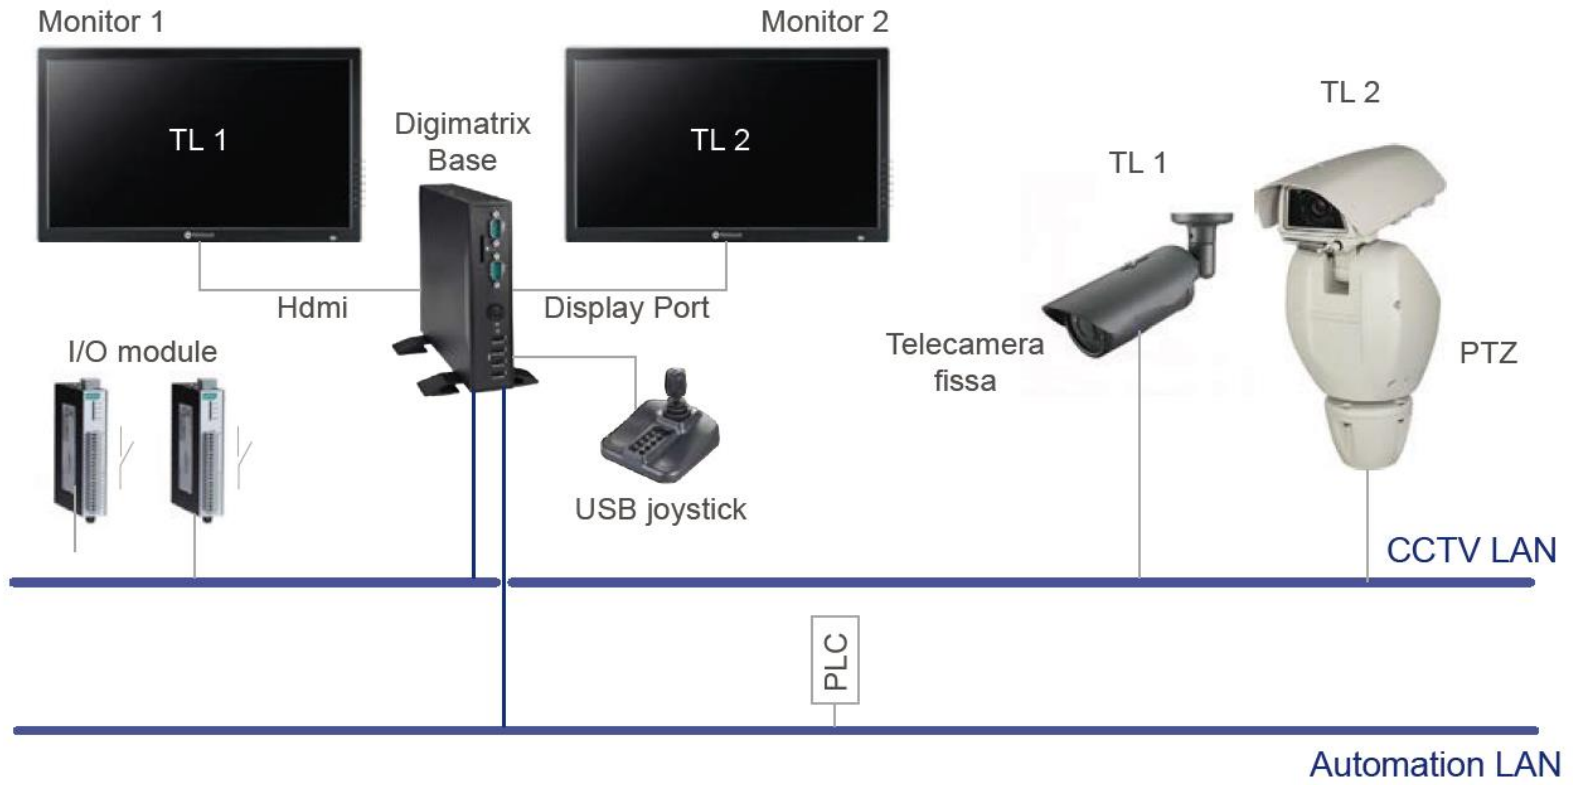 Monitor 1
Monitor 2
TL 1
Digimatrix
Base
TL 2
TL 1
TL 2
Hdmi
Display Port
I/O module
Telecamera
fissa
PTZ
USB joystick
CCTV LAN
PLC
Automation LAN